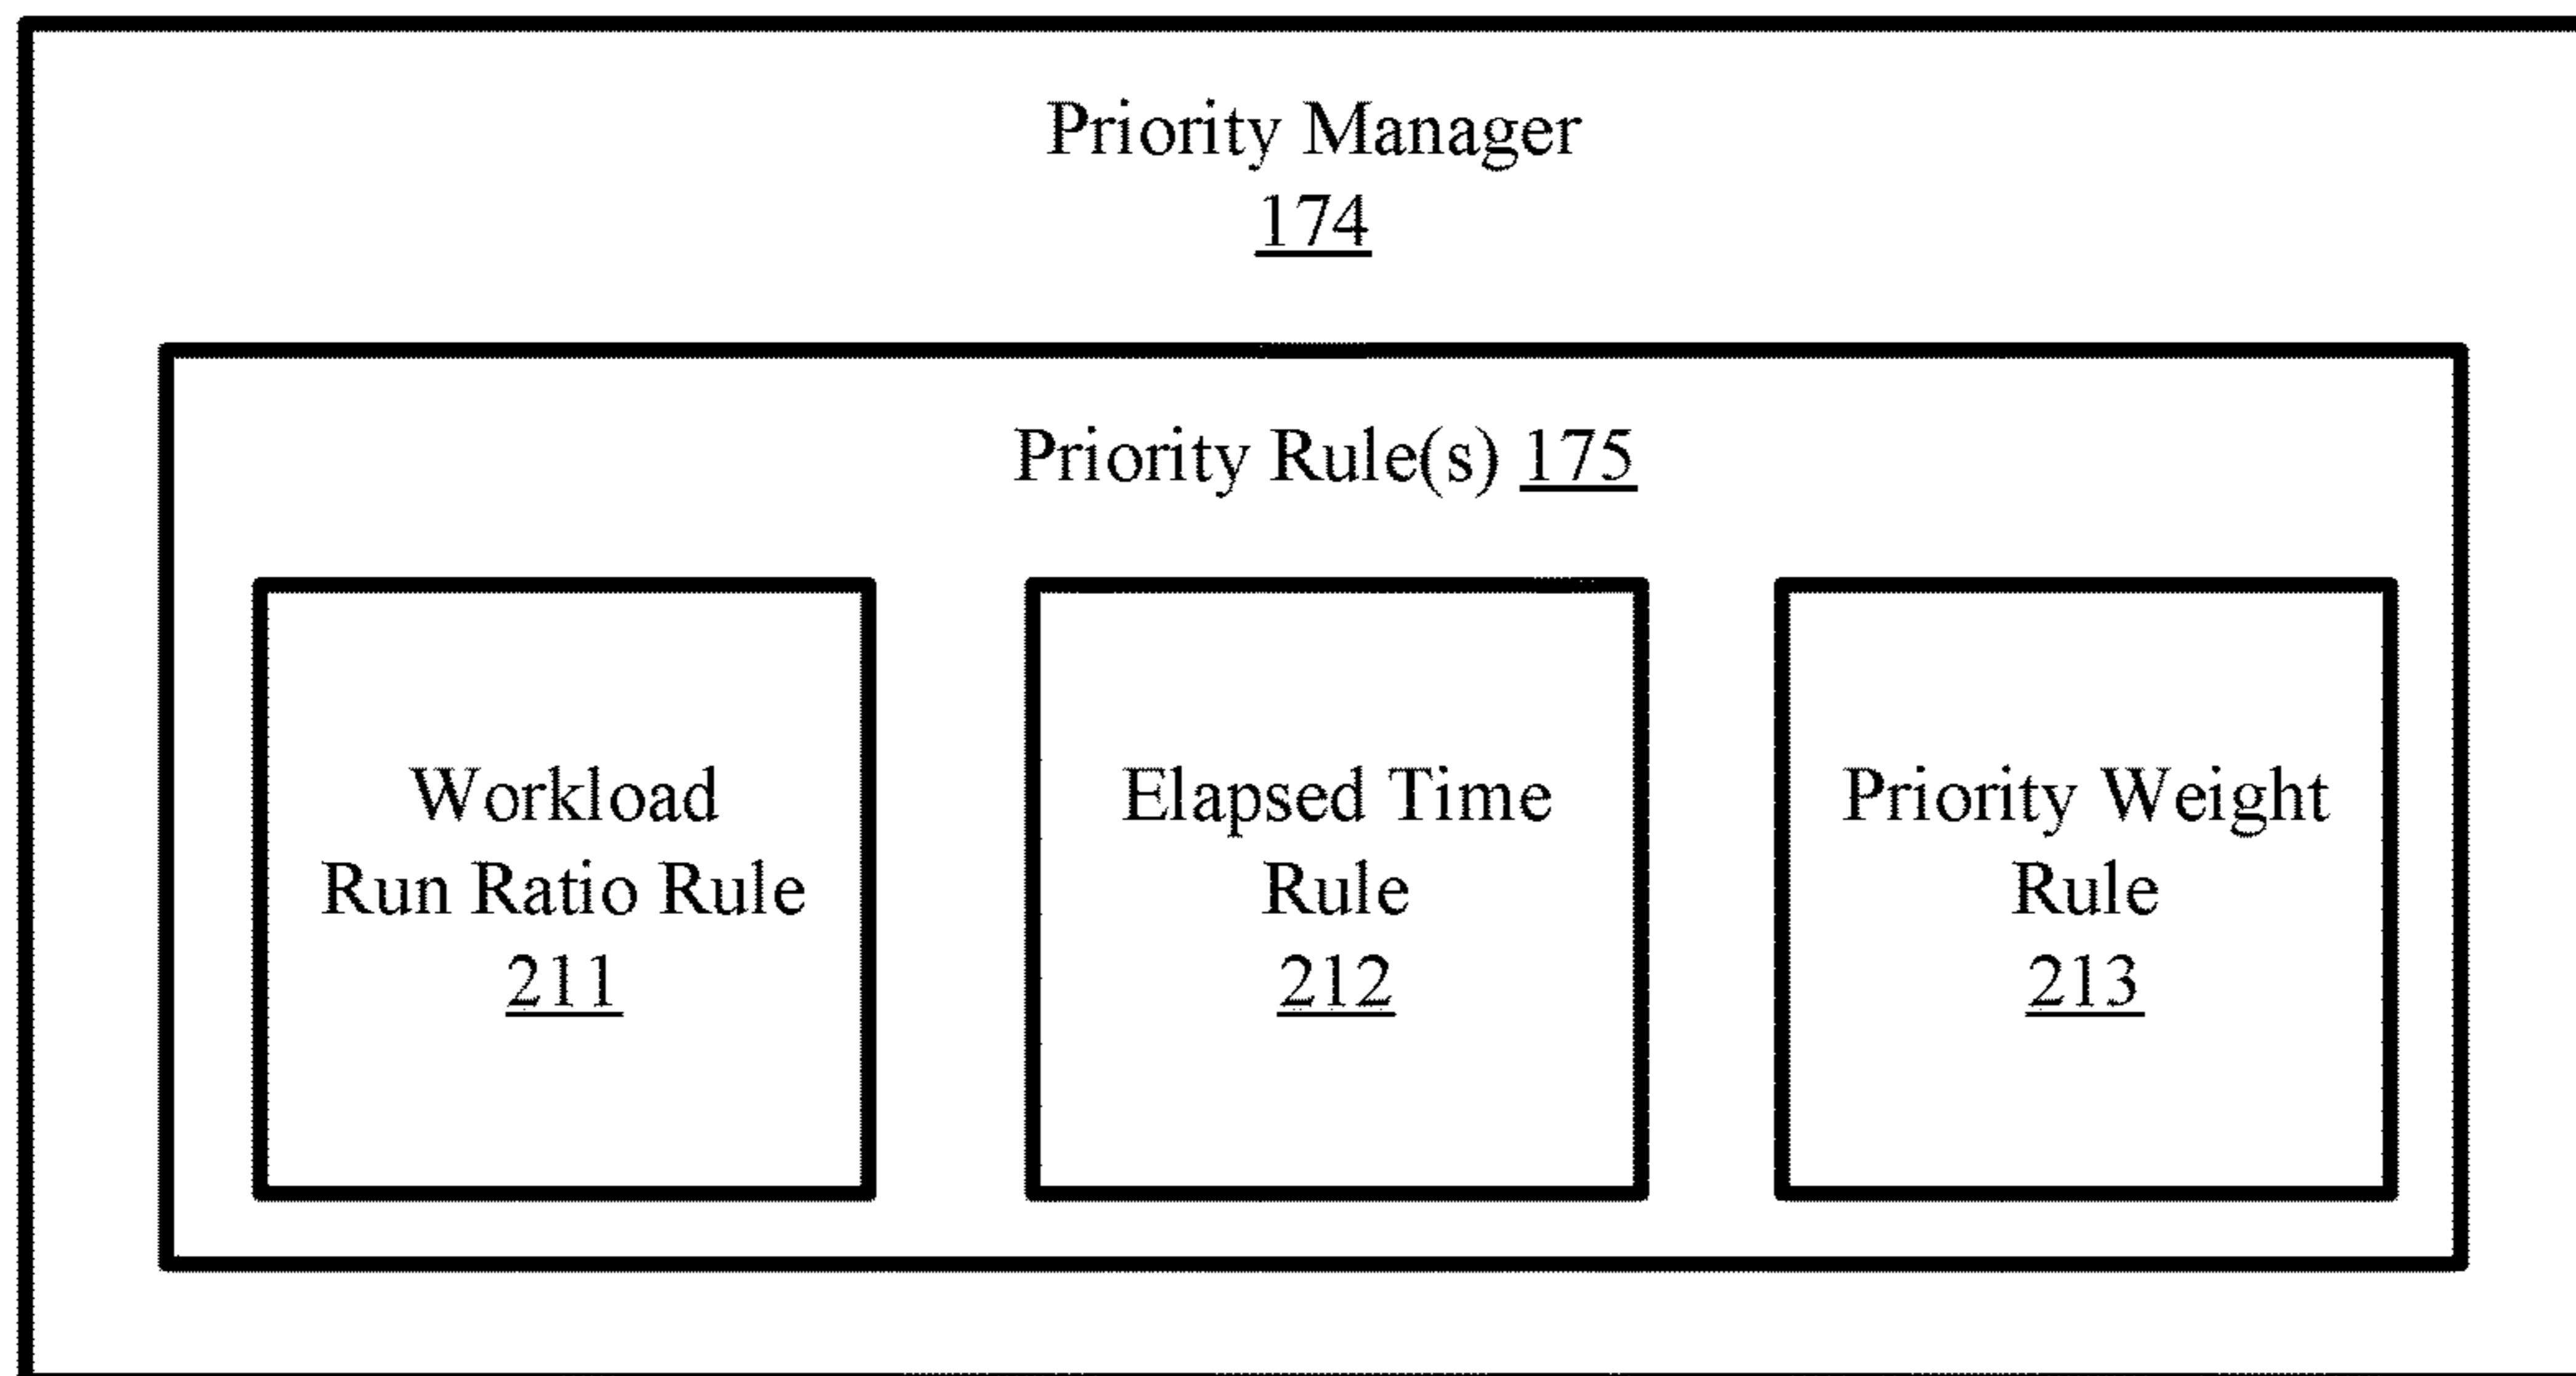 Priority Manager
174
Priority Rule(s) 175
Workload
Run Ratio Rule
211
Elapsed Time
Rule
212
Priority Weight
Rule
213